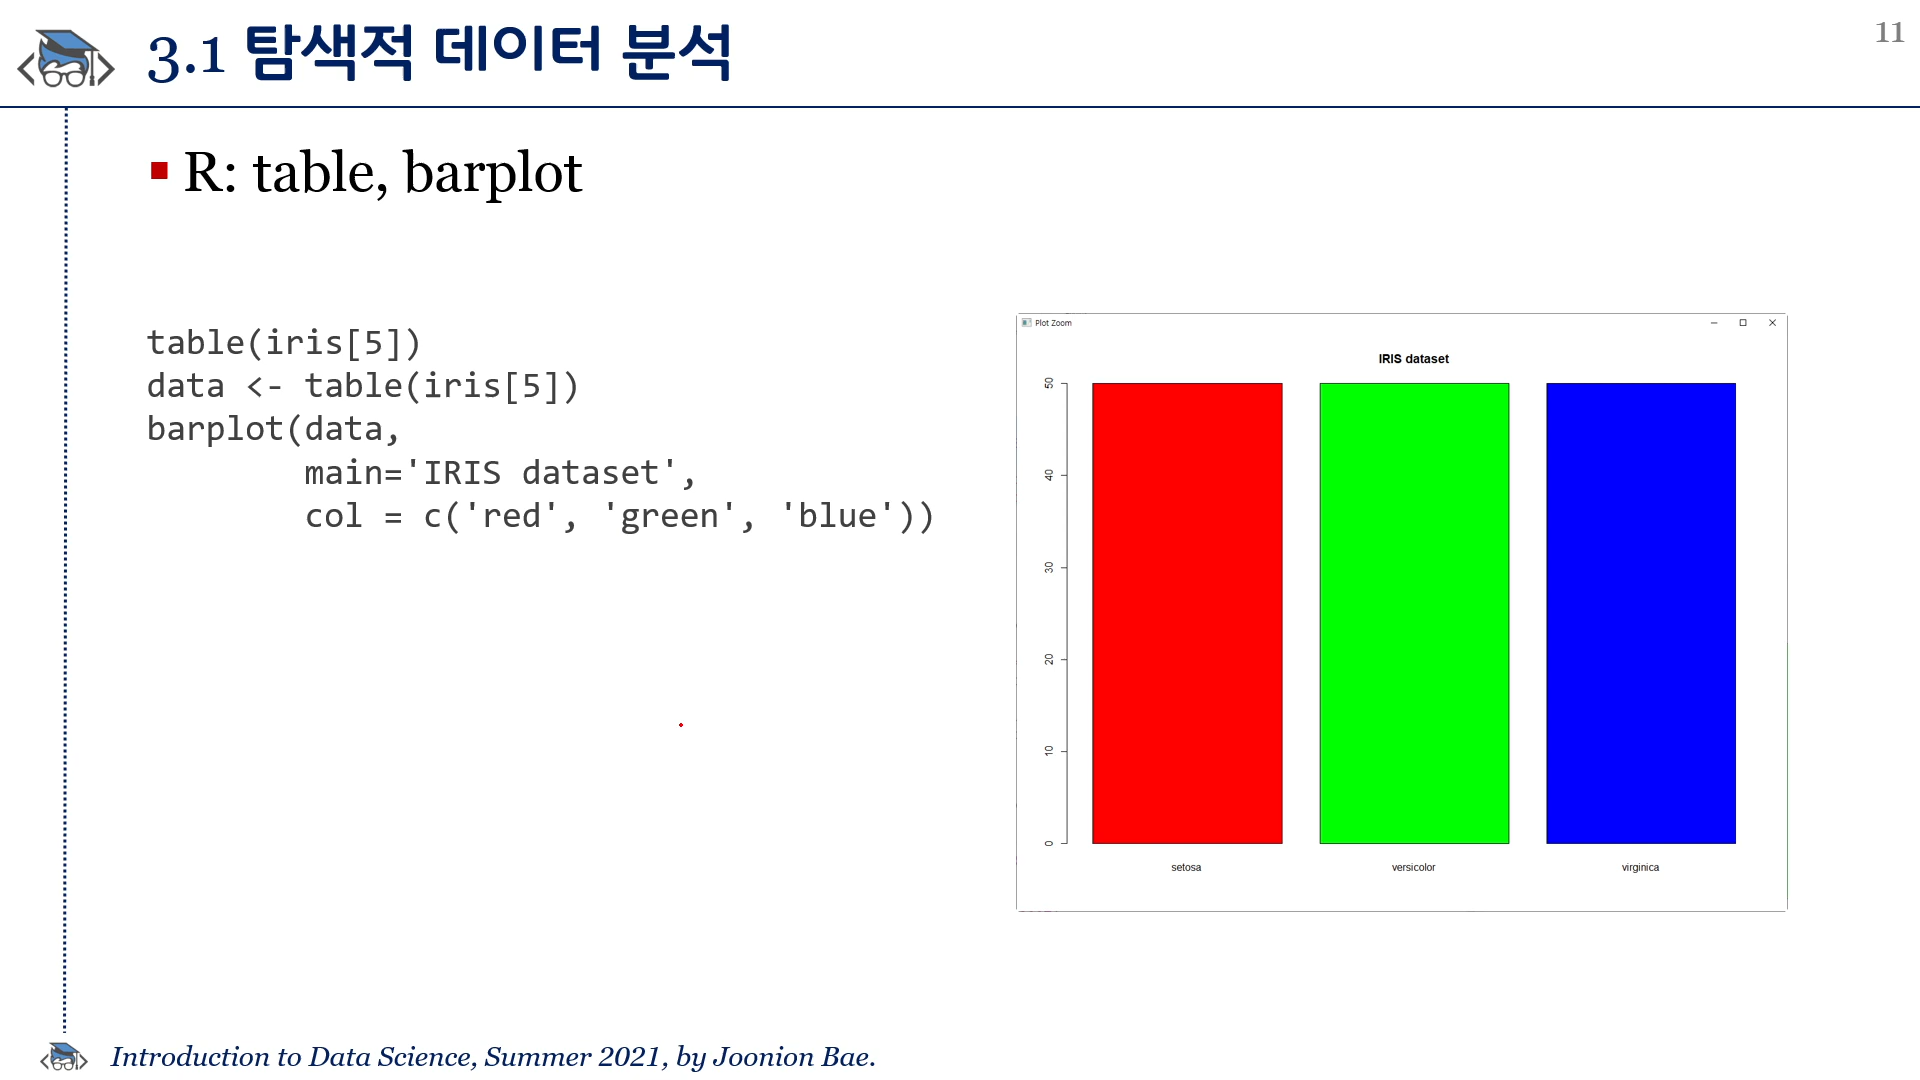 3.1 탐색적 데이터 분석
11
R: table, barplot
table(iris[5])
data <- table(iris[5])
barplot(data,
main='IRIS dataset',
col = c('red', 'green', 'blue'))
Plot Zoom
IRIS dataset
50
40
30
20
10
0
setosa versicolor virginica
Introduction to Data Science, Summer 2021, by Joonion Bae.